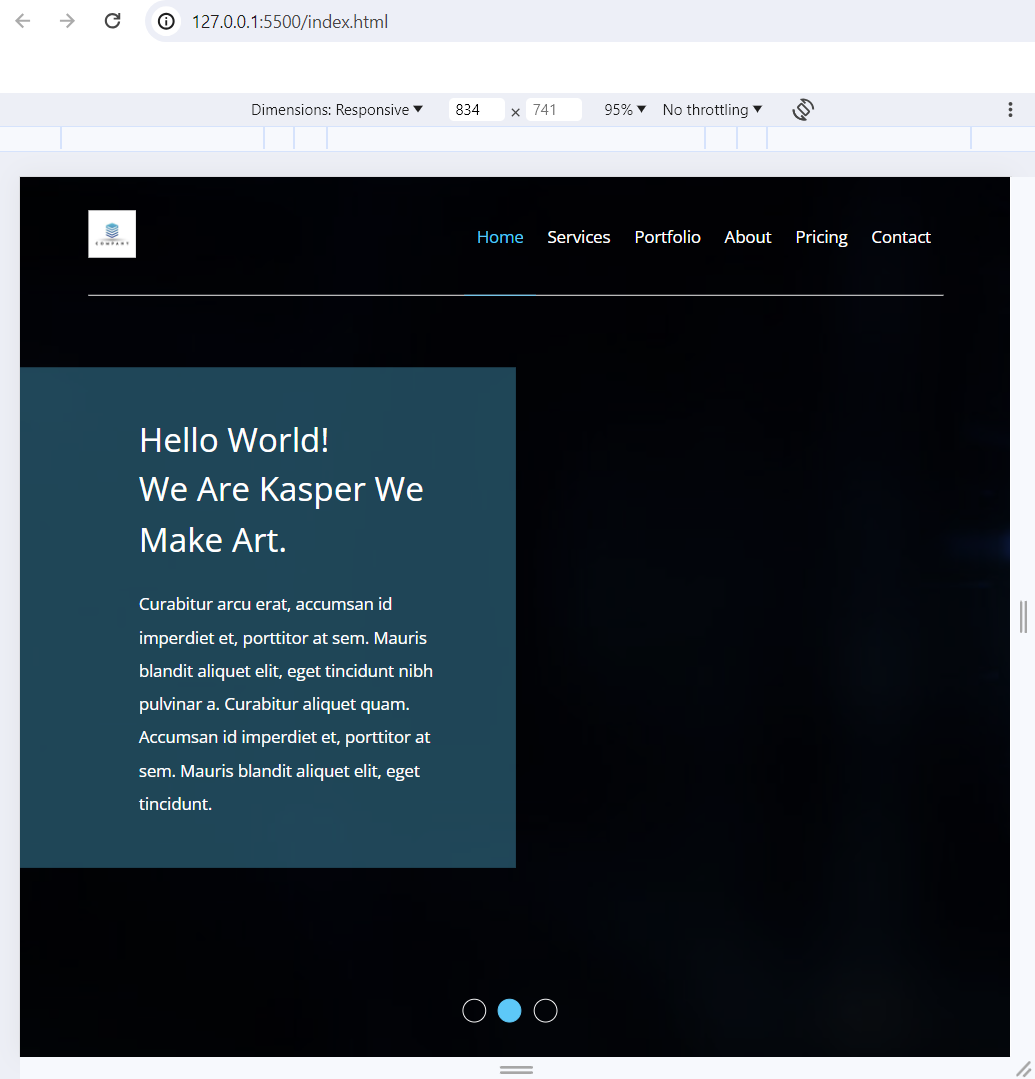 127.0.0.1:5500/index.html
Dimensions: Responsive 834 × 741 95% No throttling
COMPANY
Home Services Portfolio About Pricing Contact
Hello World!
We Are Kasper We
Make Art.
Curabitur arcu erat, accumsan id
imperdiet et, porttitor at sem. Mauris
blandit aliquet elit, eget tincidunt nibh
pulvinar a. Curabitur aliquet quam.
Accumsan id imperdiet et, porttitor at
sem. Mauris blandit aliquet elit, eget
tincidunt.